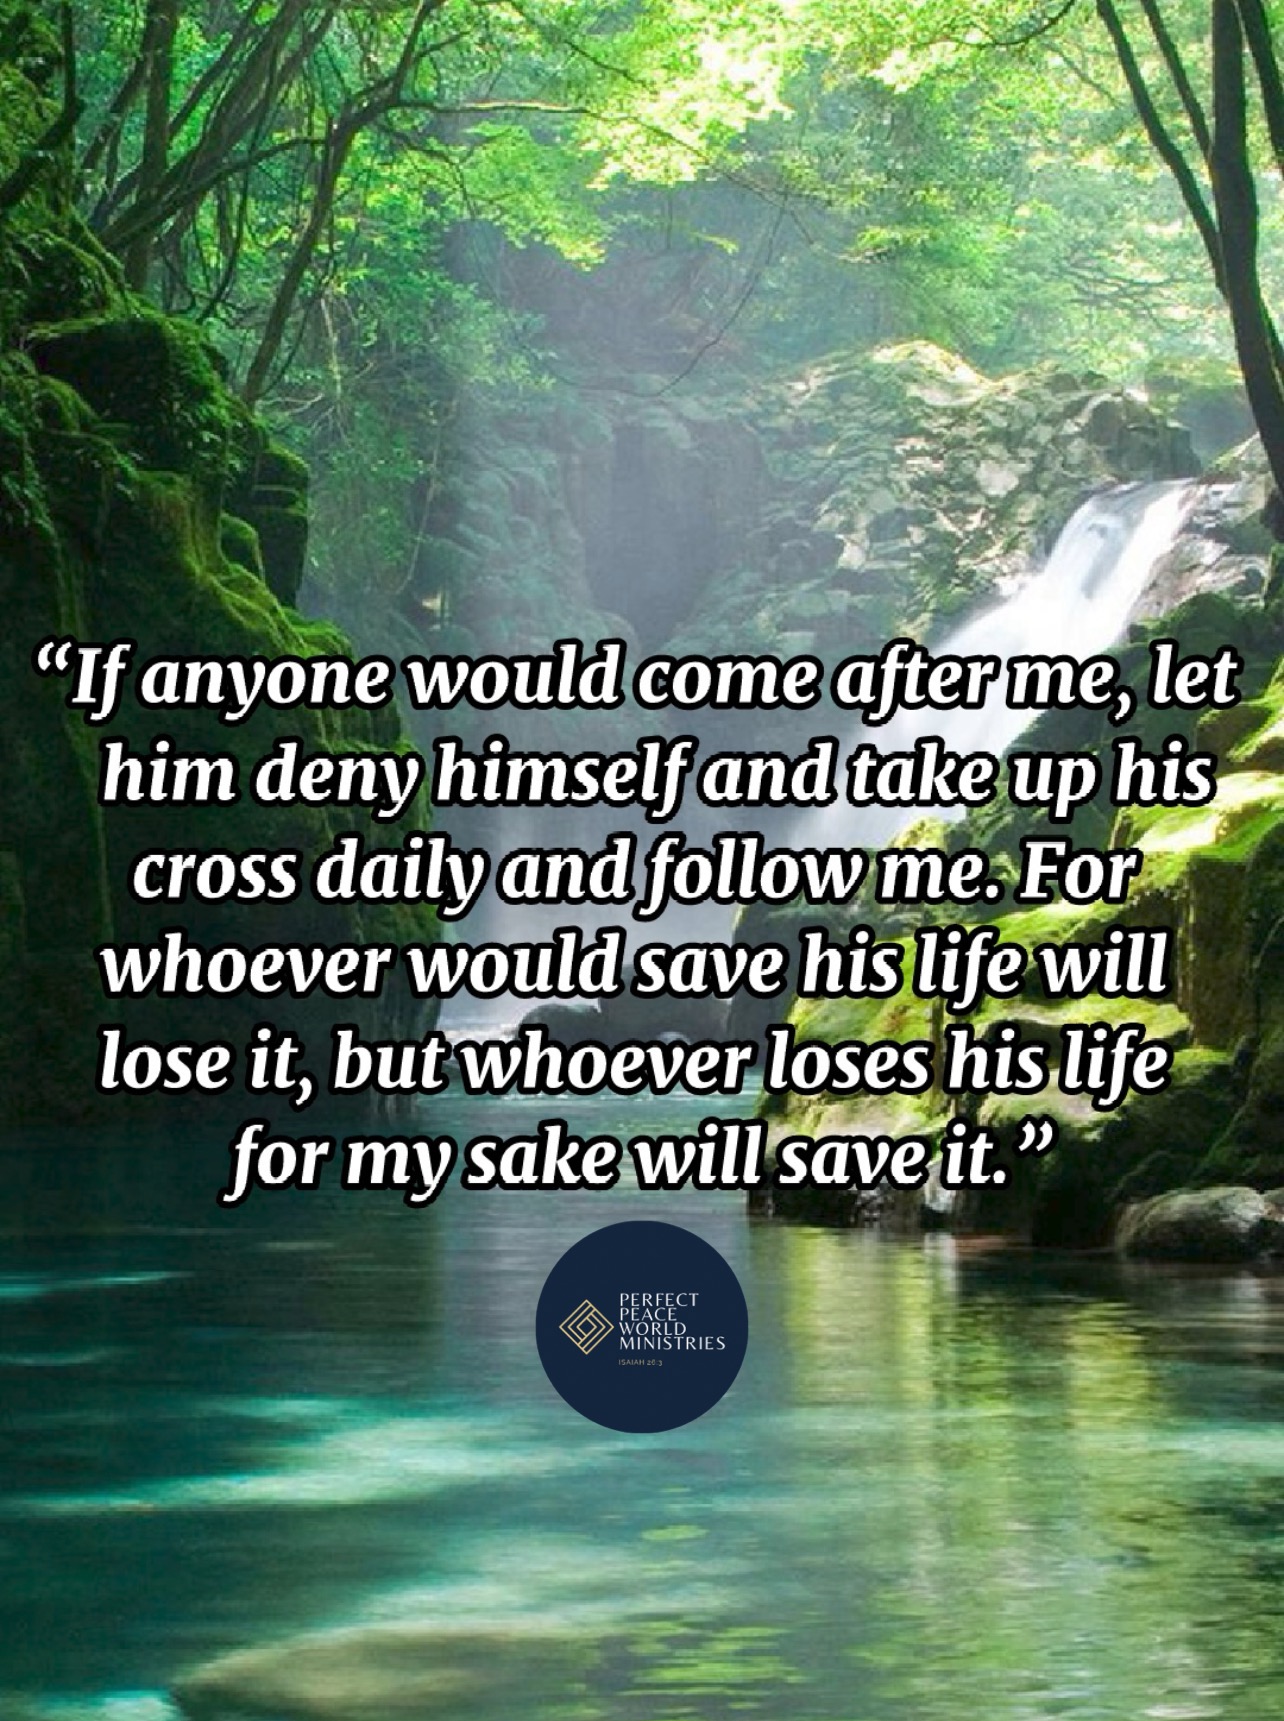 “If anyone would come after me, let
him deny himself and take up his
cross daily and follow me. For
whoever would save his life will
lose it, but whoever loses his life
for my sake will save it.”
PERFECT
PEACE
WORLD
MINISTRIES
ISAIAH 26:3